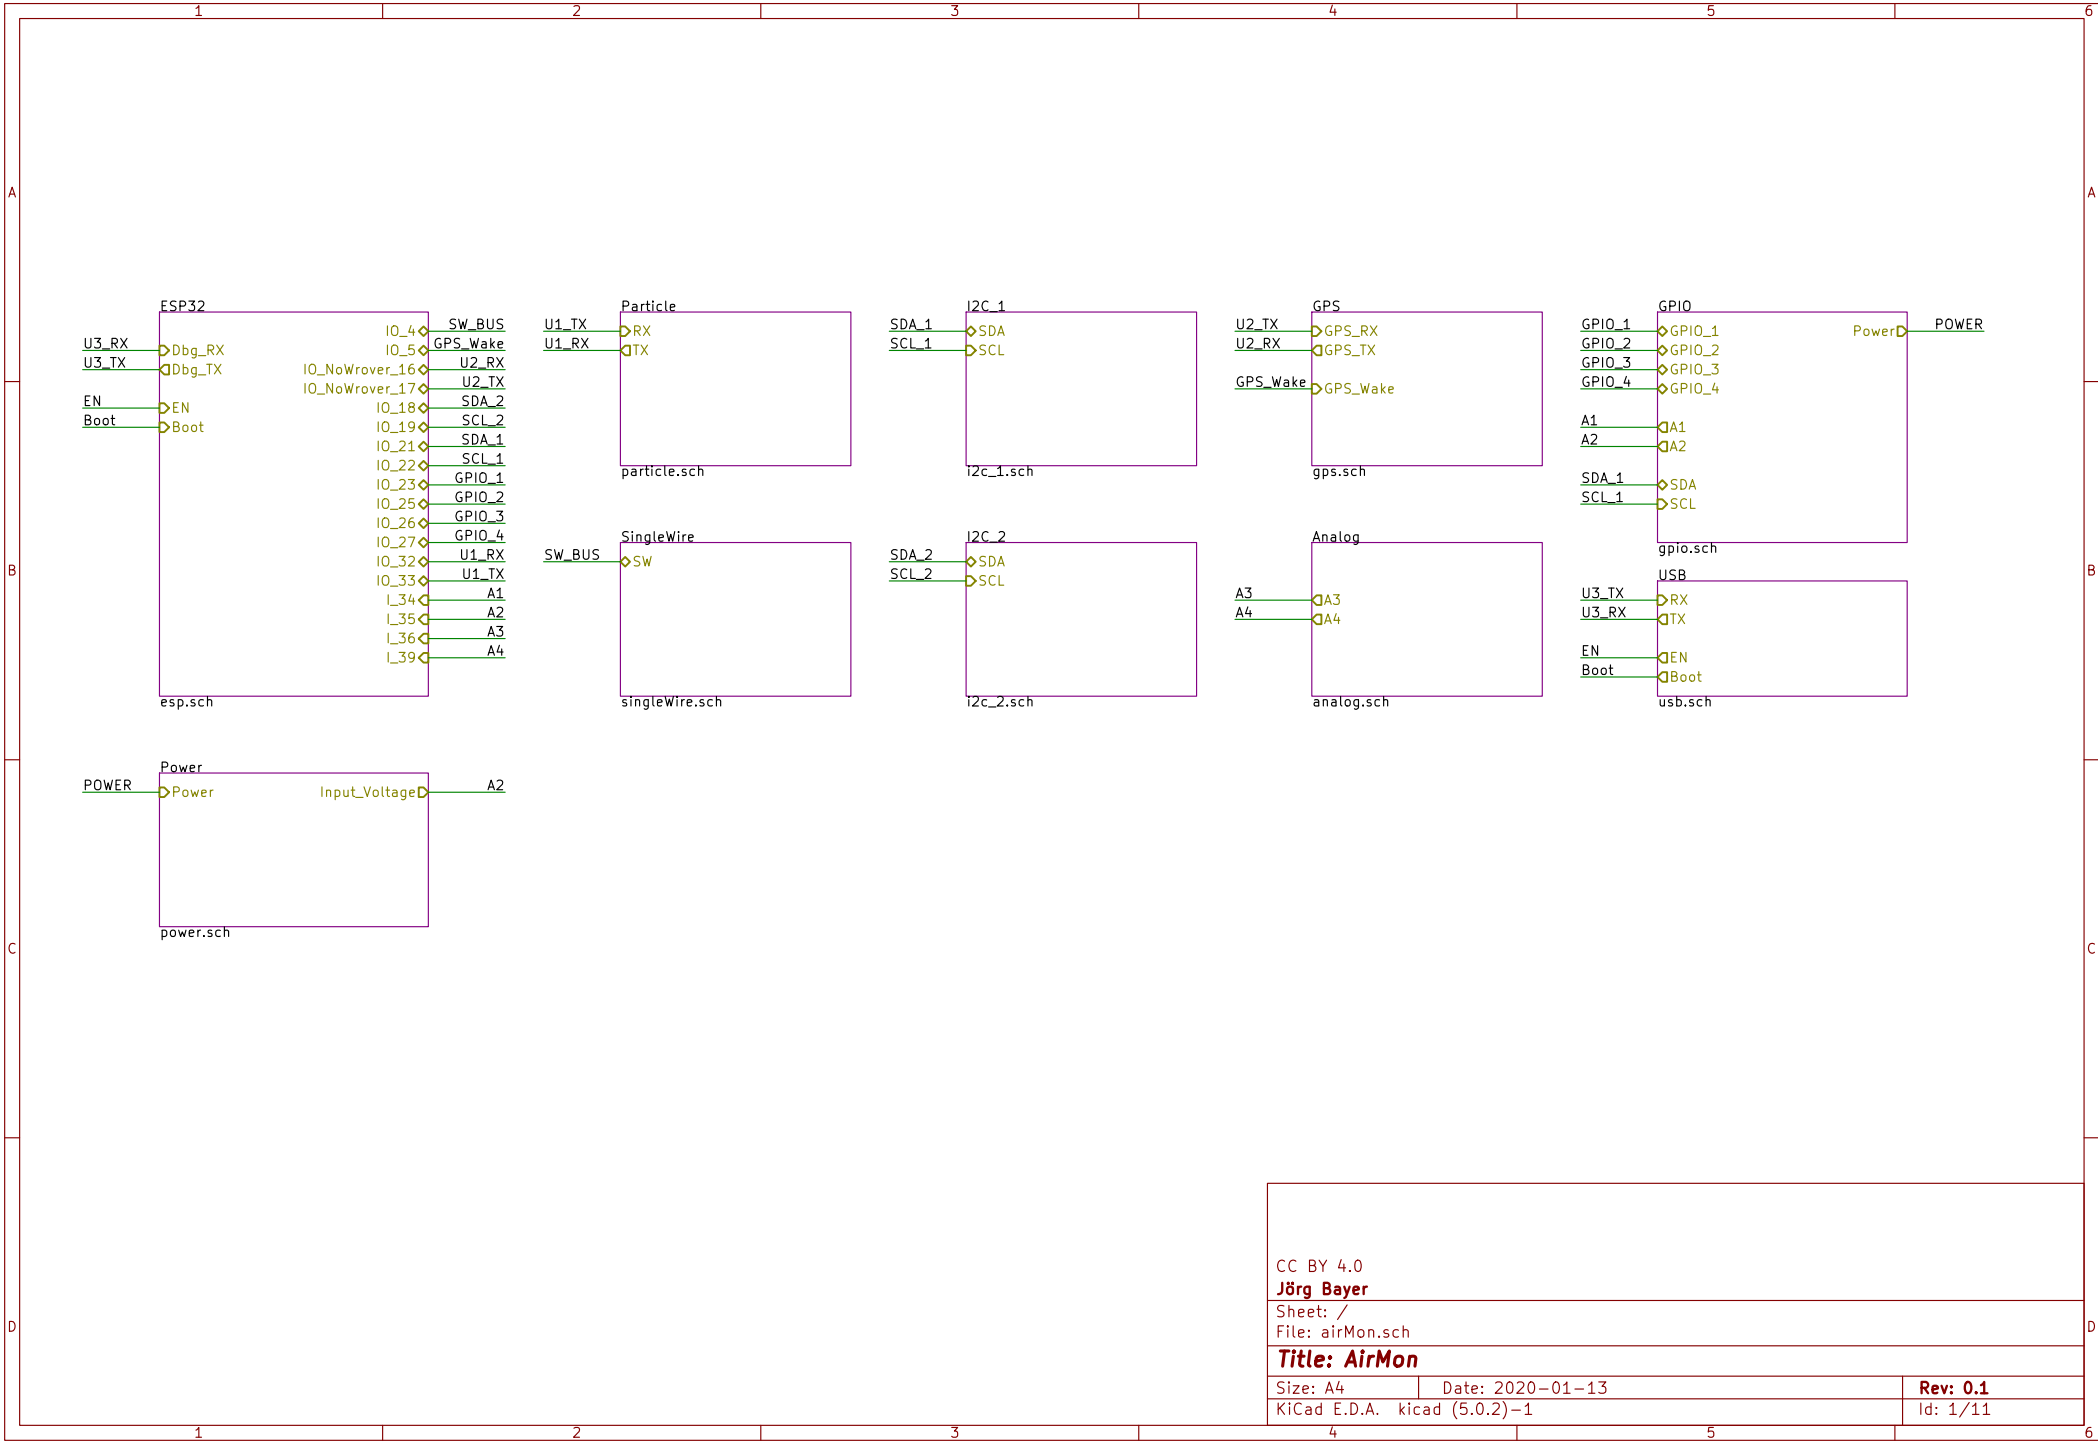 1 2 3 4 5 6
A A
ESP32
IO_4 SW_BUS
IO_5 GPS_Wake
U3_RX Dbg_RX
U3_TX Dbg_TX
IO_NoWrover_16 U2_RX
IO_NoWrover_17 U2_TX
EN EN
IO_18 SDA_2
Boot Boot
IO_19 SCL_2
IO_21 SDA_1
IO_22 SCL_1
IO_23 GPIO_1
IO_25 GPIO_2
IO_26 GPIO_3
IO_27 GPIO_4
IO_32 U1_RX
IO_33 U1_TX
I_34 A1
I_35 A2
I_36 A3
I_39 A4
esp.sch
Particle
U1_TX RX
U1_RX TX
particle.sch
I2C_1
SDA_1 SDA
SCL_1 SCL
i2c_1.sch
GPS
U2_TX GPS_RX
U2_RX GPS_TX
GPS_Wake GPS_Wake
gps.sch
GPIO
GPIO_1 GPIO_1
Power POWER
GPIO_2 GPIO_2
GPIO_3 GPIO_3
GPIO_4 GPIO_4
A1 A1
A2 A2
SDA_1 SDA
SCL_1 SCL
gpio.sch
B B
SingleWire
SW_BUS SW
singleWire.sch
I2C_2
SDA_2 SDA
SCL_2 SCL
i2c_2.sch
Analog
A3 A3
A4 A4
analog.sch
USB
U3_TX RX
U3_RX TX
EN EN
Boot Boot
usb.sch
Power
POWER Power
Input_Voltage A2
power.sch
C C
CC BY 4.0
Jörg Bayer
Sheet: /
File: airMon.sch
D D
Title: AirMon
Size: A4 Date: 2020-01-13 Rev: 0.1
KiCad E.D.A. kicad (5.0.2)-1 Id: 1/11
1 2 3 4 5 6